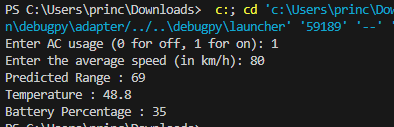 PS C:\Users\princ\Downloads>  c:; cd 'c:\Users\princ\Dow
n\debugpy\adapter/../..\debugpy\launcher' '59189' '--' '
Enter AC usage (0 for off, 1 for on): 1
Enter the average speed (in km/h): 80
Predicted Range : 69
Temperature : 48.8
Battery Percentage : 35
PS C:\Users\princ\Downloads>